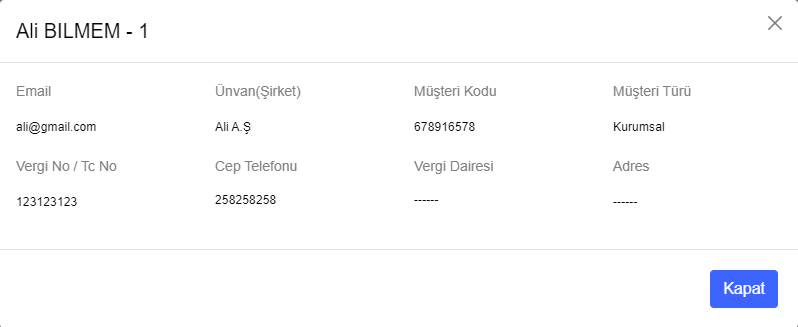 Ali BILMEM - 1
Email Ünvan(Şirket) Müşteri Kodu Müşteri Türü
ali@gmail.com Ali A.Ş 678916578 Kurumsal
Vergi No / Tc No Cep Telefonu Vergi Dairesi Adres
123123123 258258258 ------ ------
Kapat